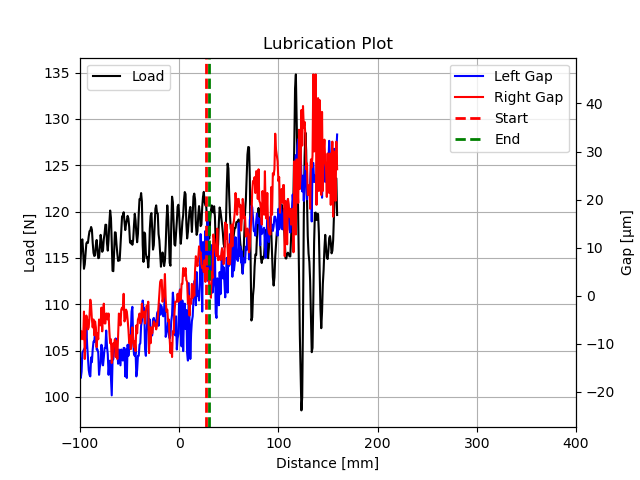 Lubrication Plot
Load
Left Gap
Right Gap
Start
End
135
130
125
120
115
110
105
100
Load [N]
40
30
20
10
0
−10
−20
Gap [µm]
−100
0
100
200
300
400
Distance [mm]